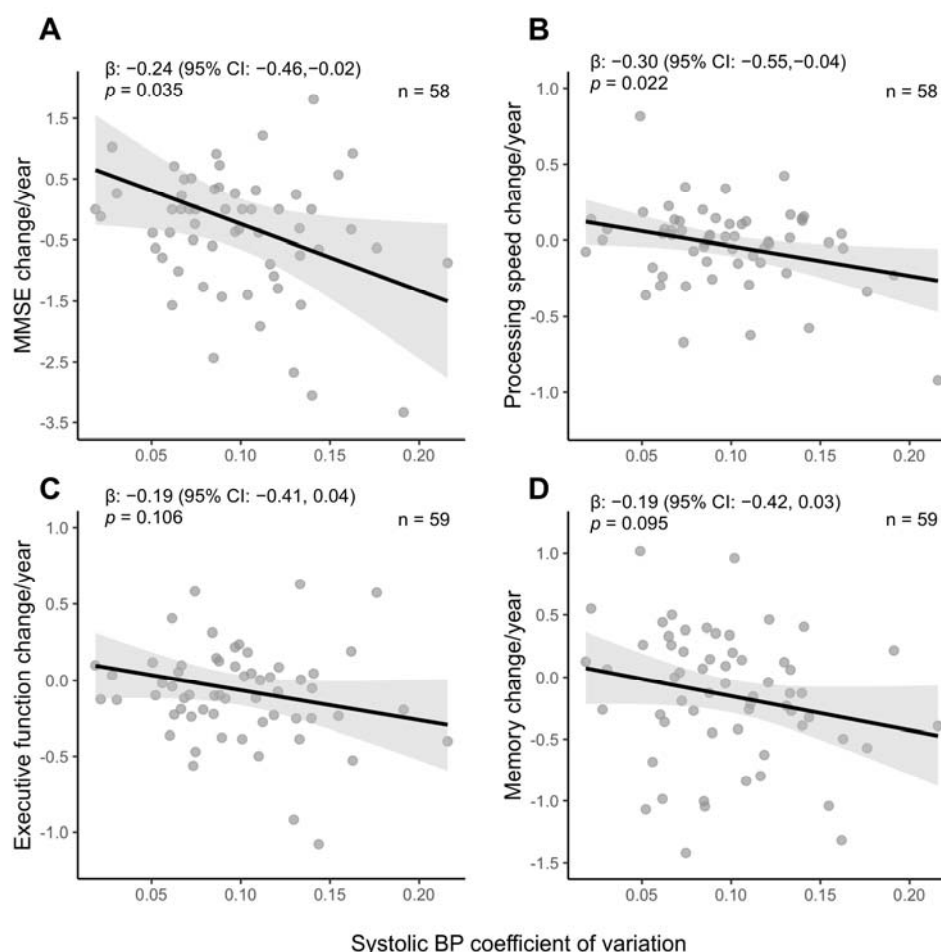 A
β: −0.24 (95% CI: −0.46,−0.02)
p = 0.035
n = 58
MMSE change/year
1.5
0.5
-0.5
-1.5
-2.5
-3.5
0.05 0.10 0.15 0.20
B
β: −0.30 (95% CI: −0.55,−0.04)
p = 0.022
n = 58
Processing speed change/year
1.0
0.5
0.0
-0.5
-1.0
0.05 0.10 0.15 0.20
C
β: −0.19 (95% CI: −0.41, 0.04)
p = 0.106
n = 59
Executive function change/year
1.0
0.5
0.0
-0.5
-1.0
0.05 0.10 0.15 0.20
D
β: −0.19 (95% CI: −0.42, 0.03)
p = 0.095
n = 59
Memory change/year
1.0
0.5
0.0
-0.5
-1.0
-1.5
0.05 0.10 0.15 0.20
Systolic BP coefficient of variation